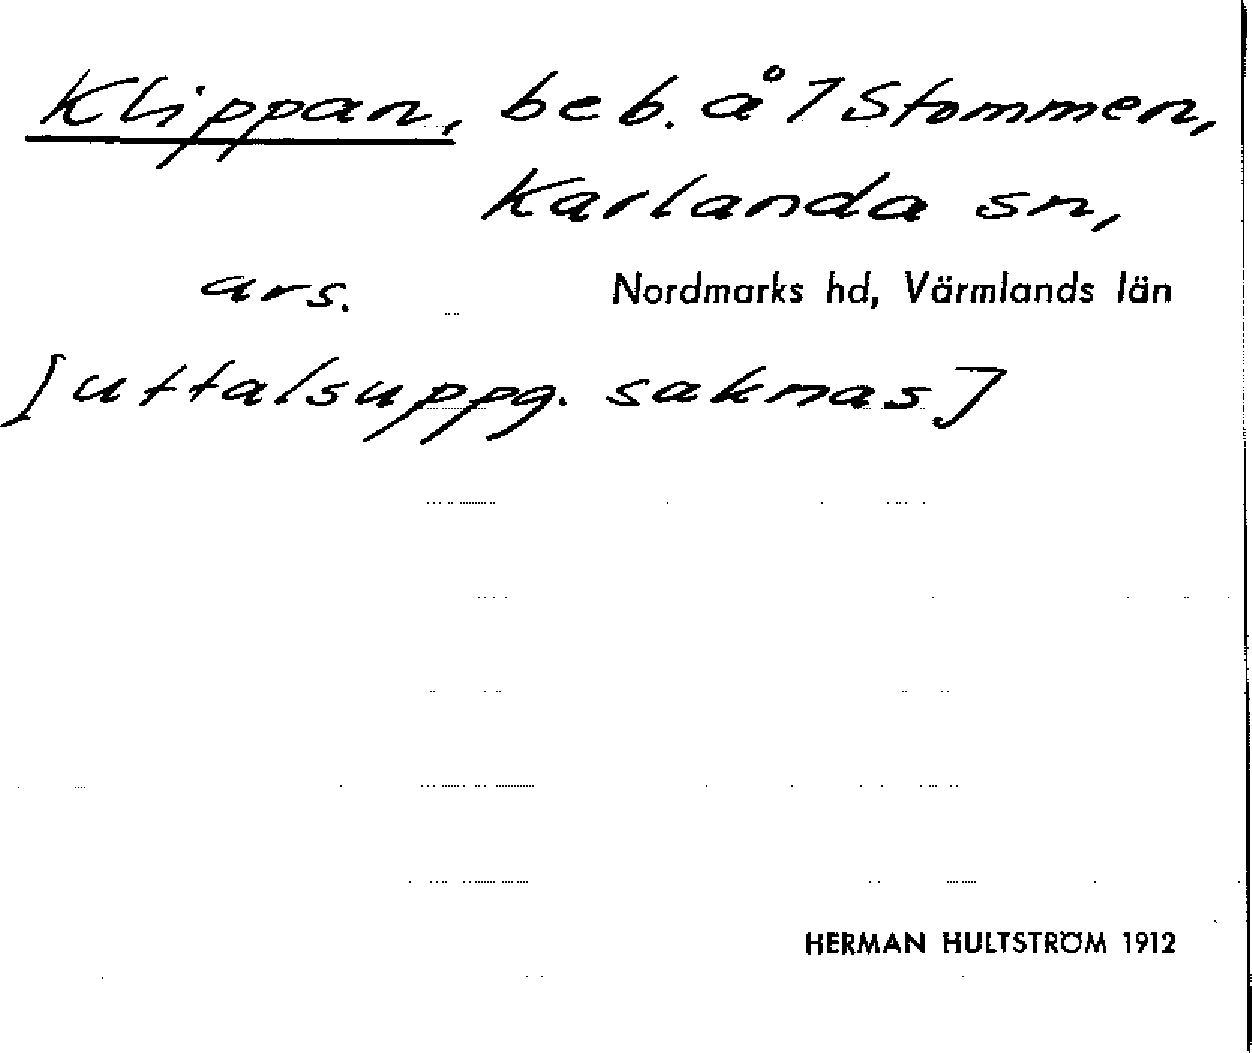 Klippan, beb. å 7 Stommen,
Karlanda sn,
ars. Nordmarks hd, Värmlands län
[uttalsuppg. saknas]
HERMAN HULTSTRÖM 1912